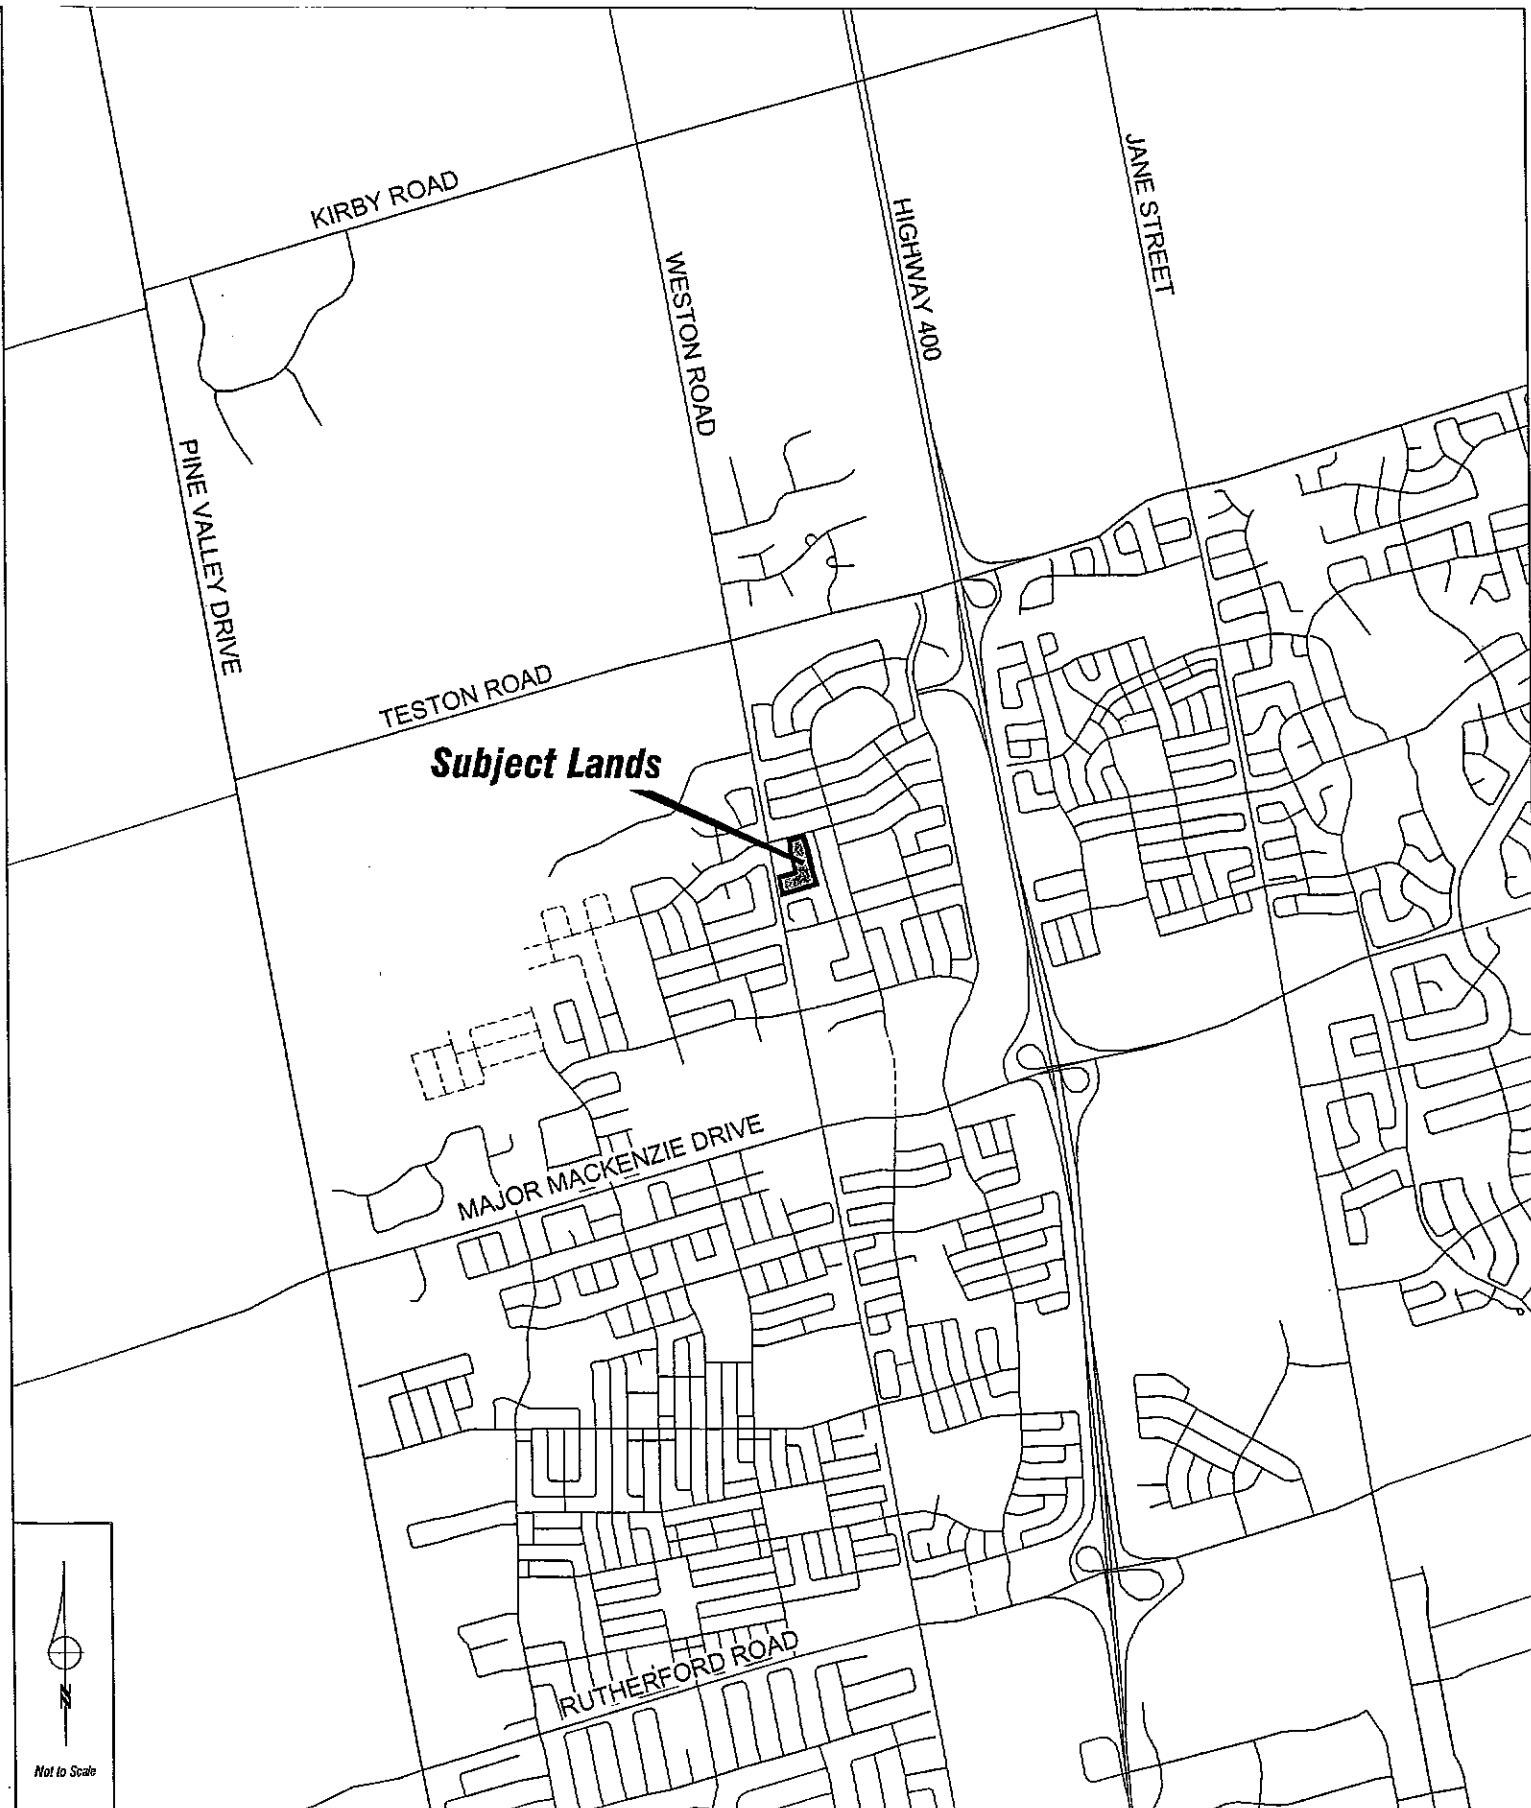 KIRBY ROAD
JANE STREET
HIGHWAY 400
WESTON ROAD
PINE VALLEY DRIVE
TESTON ROAD
Subject Lands
MAJOR MACKENZIE DRIVE
RUTHERFORD ROAD
N
Not to Scale